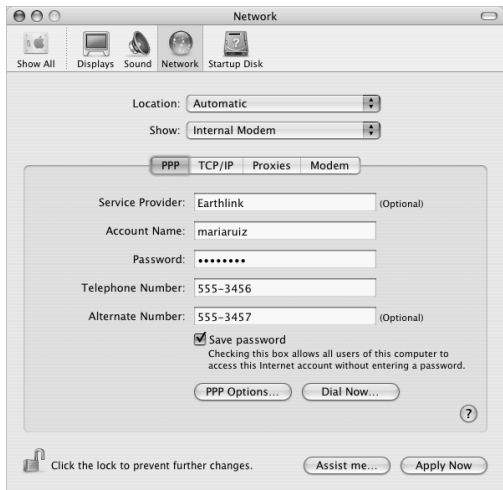 Network
Show All
Displays
Sound
Network
Startup Disk
Location: Automatic
Show: Internal Modem
PPP TCP/IP Proxies Modem
Service Provider: Earthlink (Optional)
Account Name: mariaruiz
Password: ••••••••
Telephone Number: 555-3456
Alternate Number: 555-3457 (Optional)
Save password
Checking this box allows all users of this computer to
access this Internet account without entering a password.
PPP Options... Dial Now...
?
Click the lock to prevent further changes. Assist me... Apply Now